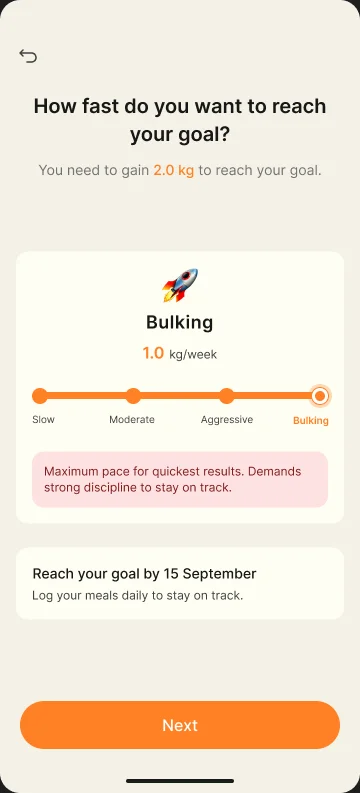 How fast do you want to reach
your goal?
You need to gain 2.0 kg to reach your goal.
Bulking
1.0 kg/week
Slow Moderate Aggressive Bulking
Maximum pace for quickest results. Demands
strong discipline to stay on track.
Reach your goal by 15 September
Log your meals daily to stay on track.
Next